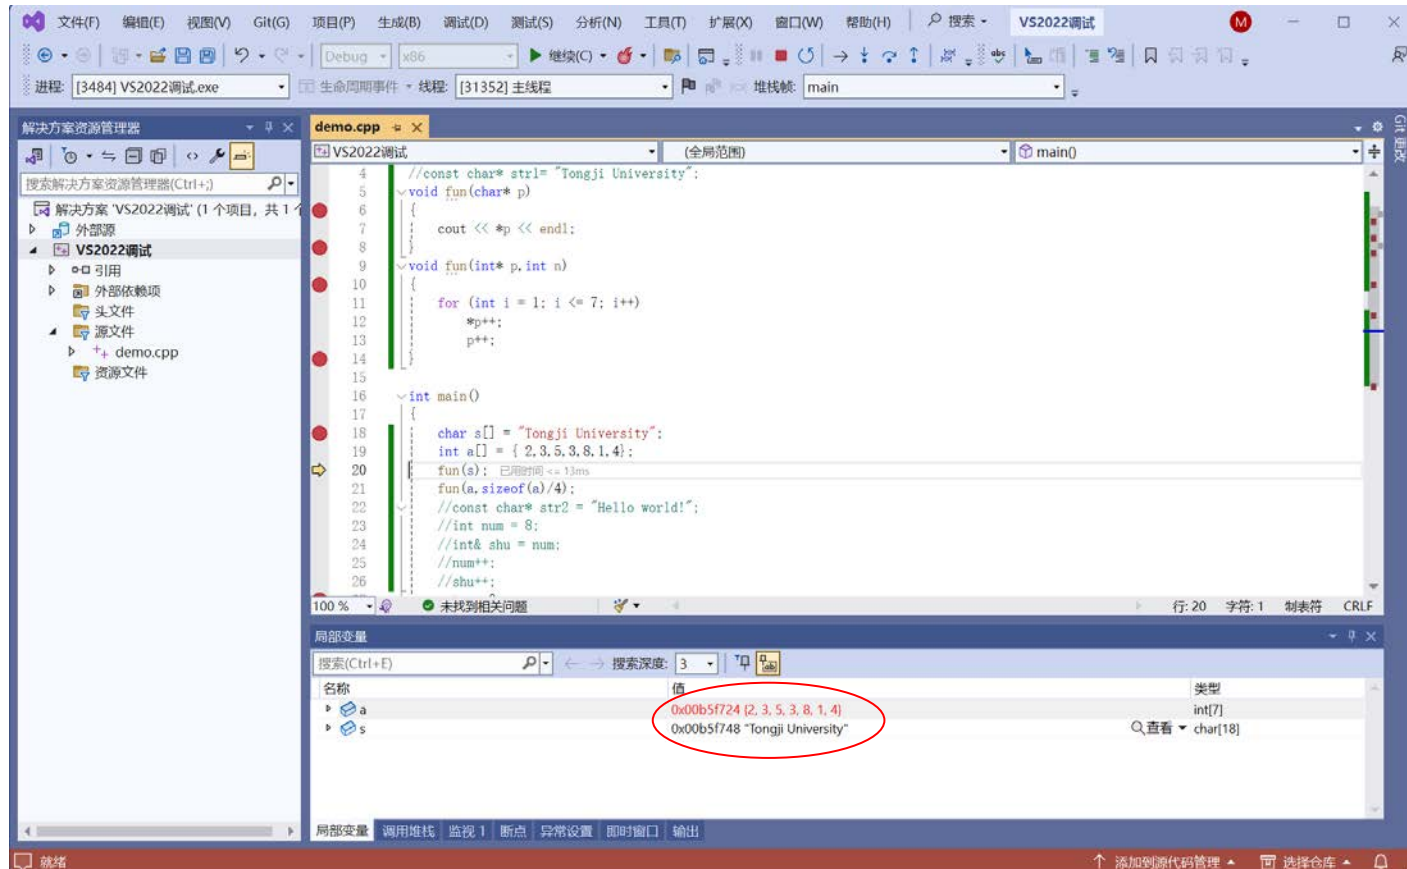 文件(F) 编辑(E) 视图(V) Git(G) 项目(P) 生成(B) 调试(D) 测试(S) 分析(N) 工具(T) 扩展(X) 窗口(W) 帮助(H) 搜索 VS2022调试 M
Debug x86 继续(C)
进程: [3484] VS2022调试.exe 生命周期事件 线程: [31352] 主线程 堆栈帧: main
解决方案资源管理器
搜索解决方案资源管理器(Ctrl+;)
解决方案 'VS2022调试' (1 个项目, 共 1 个
外部源
VS2022调试
引用
外部依赖项
头文件
源文件
demo.cpp
资源文件
demo.cpp
VS2022调试 (全局范围) main()
4 //const char* str1= "Tongji University";
5 void fun(char* p)
6 {
7 cout << *p << endl;
8 }
9 void fun(int* p,int n)
10 {
11 for (int i = 1; i <= 7; i++)
12 *p++;
13 p++;
14 }
15
16 int main()
17 {
18 char s[] = "Tongji University";
19 int a[] = { 2,3,5,3,8,1,4};
20 fun(s); 已用时间 <= 13ms
21 fun(a,sizeof(a)/4);
22 //const char* str2 = "Hello world!";
23 //int num = 8;
24 //int& shu = num;
25 //num++;
26 //shu++;
100 % 未找到相关问题 行: 20 字符: 1 制表符 CRLF
局部变量
搜索(Ctrl+E) 搜索深度: 3
名称 值 类型
a 0x00b5f724 {2, 3, 5, 3, 8, 1, 4} int[7]
s 0x00b5f748 "Tongji University" 查看 char[18]
局部变量 调用堆栈 监视 1 断点 异常设置 即时窗口 输出
就绪 添加到源代码管理 选择仓库
Git 更改